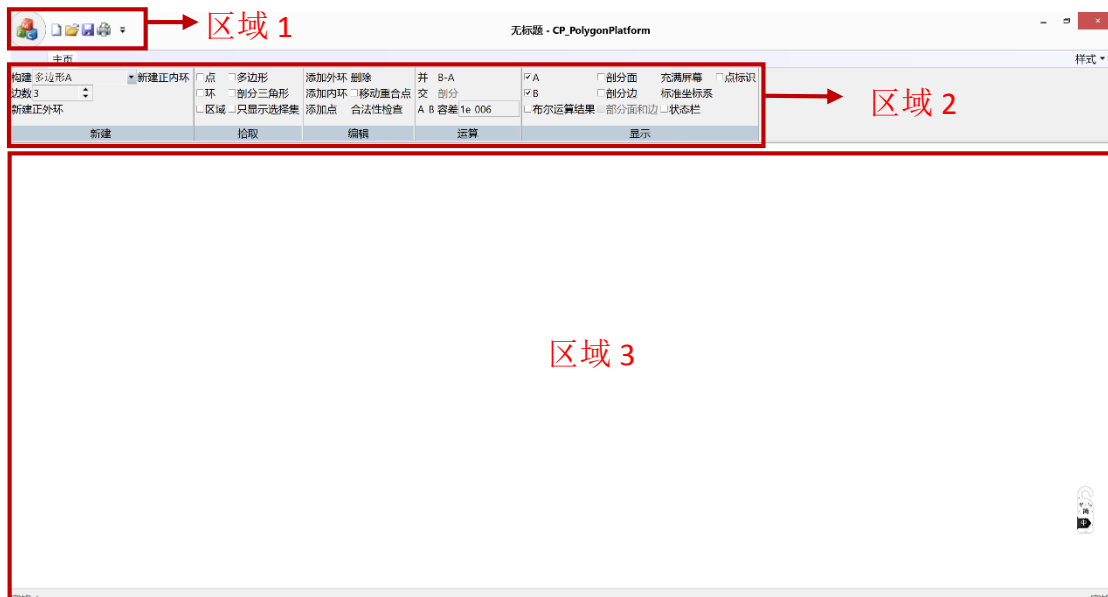 区域 1
无标题 - CP_PolygonPlatform
主页
样式
构建 多边形A 新建正内环
边数 3
新建正外环
新建
点 多边形
环 剖分三角形
区域 只显示选择集
拾取
添加外环 删除
添加内环 移动重合点
添加点 合法性检查
编辑
并 B-A
交 剖分
A B 容差 1e 006
运算
A 剖分面 充满屏幕 点标识
B 剖分边 标准坐标系
布尔运算结果 部分面和边 状态栏
显示
区域 2
区域 3
简
中